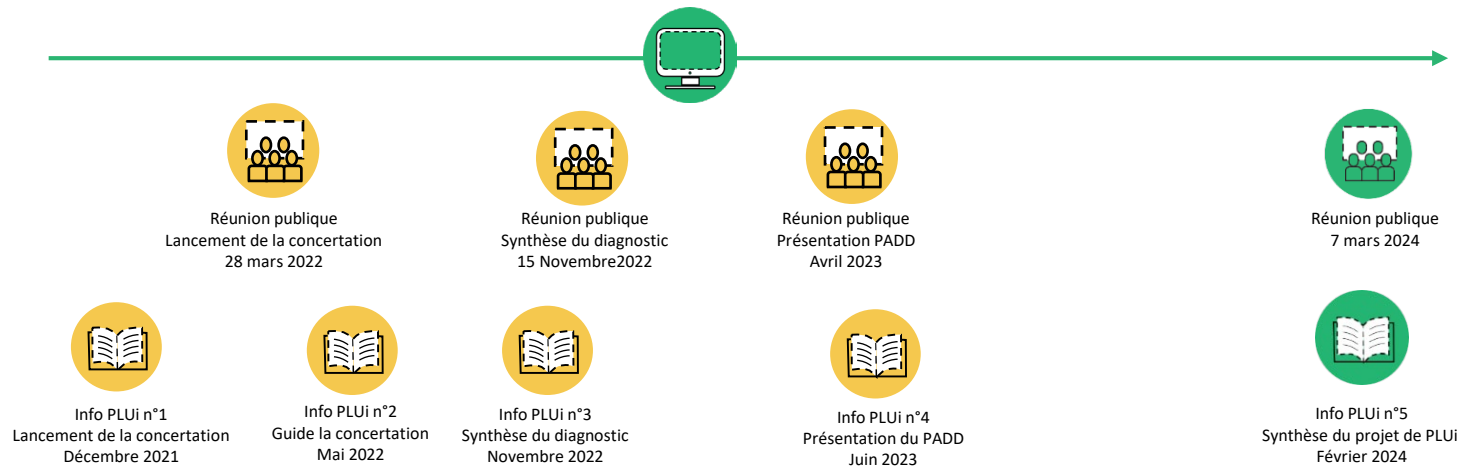 Réunion publique
Lancement de la concertation
28 mars 2022
Réunion publique
Synthèse du diagnostic
15 Novembre2022
Réunion publique
Présentation PADD
Avril 2023
Réunion publique
7 mars 2024
Info PLUi n°1
Lancement de la concertation
Décembre 2021
Info PLUi n°2
Guide la concertation
Mai 2022
Info PLUi n°3
Synthèse du diagnostic
Novembre 2022
Info PLUi n°4
Présentation du PADD
Juin 2023
Info PLUi n°5
Synthèse du projet de PLUi
Février 2024